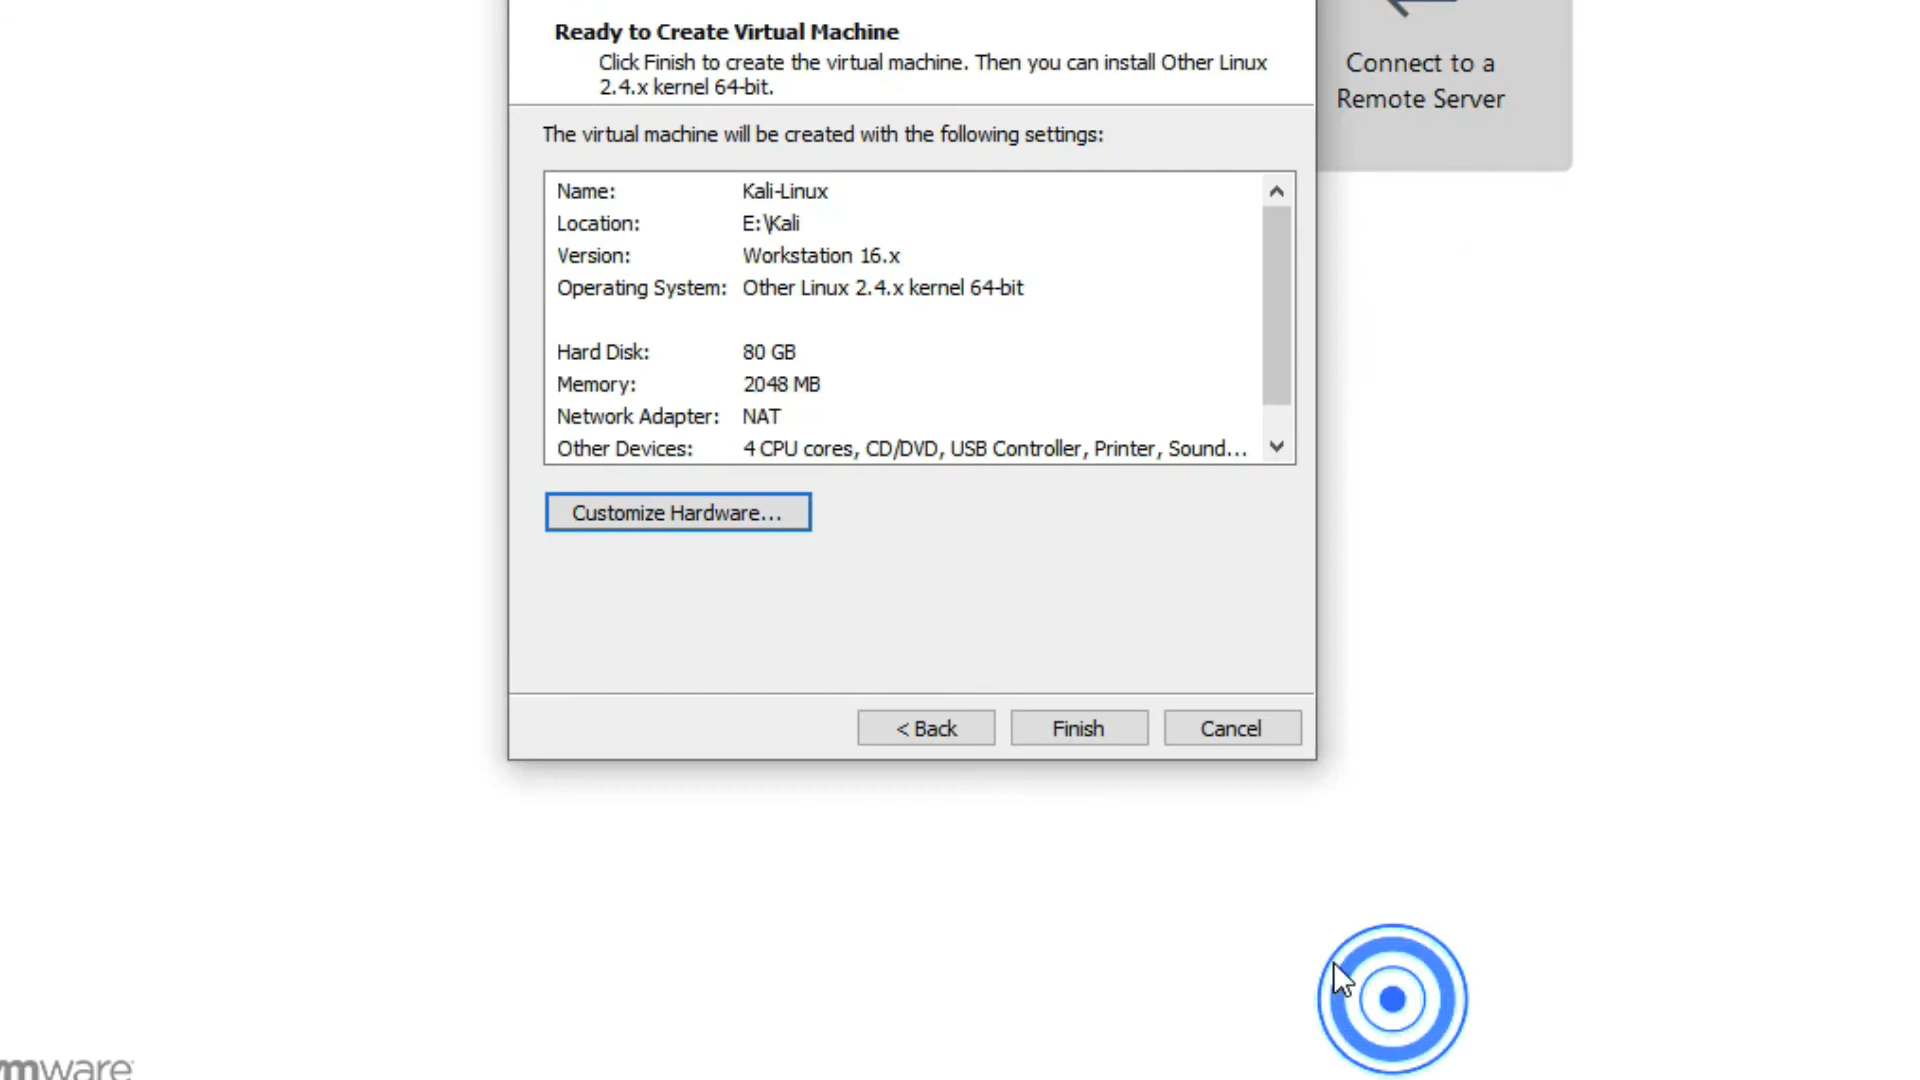 Ready to Create Virtual Machine
Click Finish to create the virtual machine. Then you can install Other Linux
2.4.x kernel 64-bit.
Connect to a
Remote Server
The virtual machine will be created with the following settings:
Name: Kali-Linux
Location: E:\Kali
Version: Workstation 16.x
Operating System: Other Linux 2.4.x kernel 64-bit
Hard Disk: 80 GB
Memory: 2048 MB
Network Adapter: NAT
Other Devices: 4 CPU cores, CD/DVD, USB Controller, Printer, Sound...
Customize Hardware...
< Back Finish Cancel
vmware